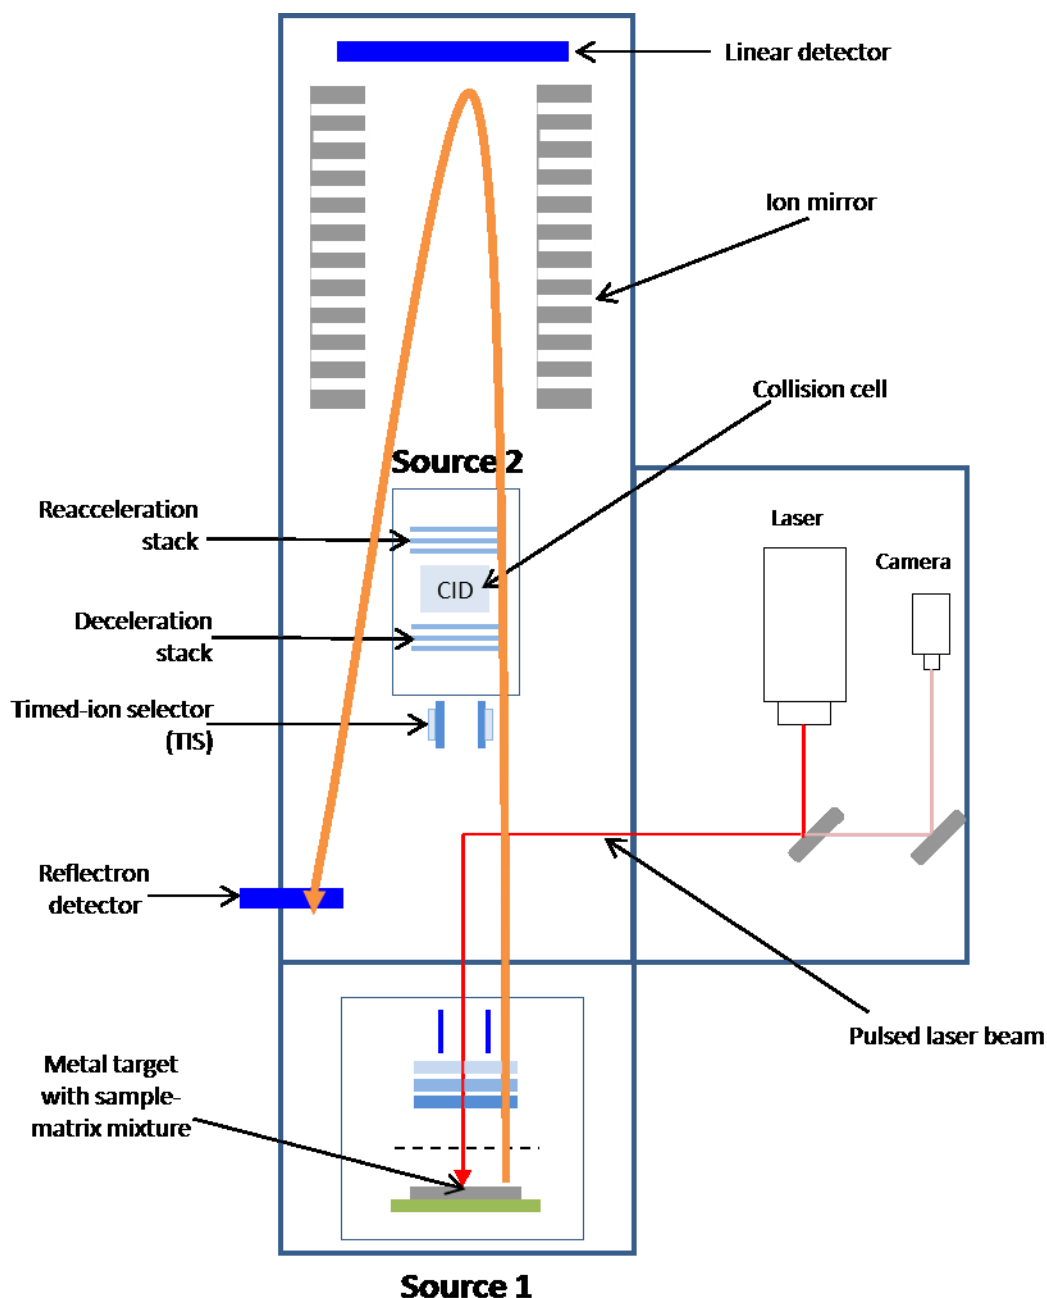 Linear detector
Ion mirror
Collision cell
Source 2
Reacceleration
stack
Laser
Camera
CID
Deceleration
stack
Timed-ion selector
(TIS)
Reflectron
detector
Pulsed laser beam
Metal target
with sample-
matrix mixture
Source 1